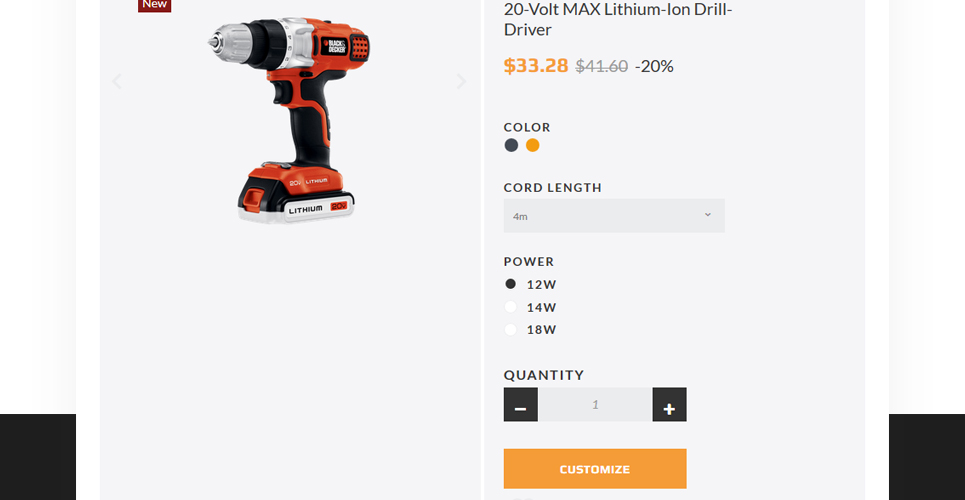 New
BLACK&
DECKER
20V LITHIUM
LITHIUM 20V
20-Volt MAX Lithium-Ion Drill-
Driver
$33.28 $41.60 -20%
COLOR
CORD LENGTH
4m
POWER
12W
14W
18W
QUANTITY
− 1 +
CUSTOMIZE